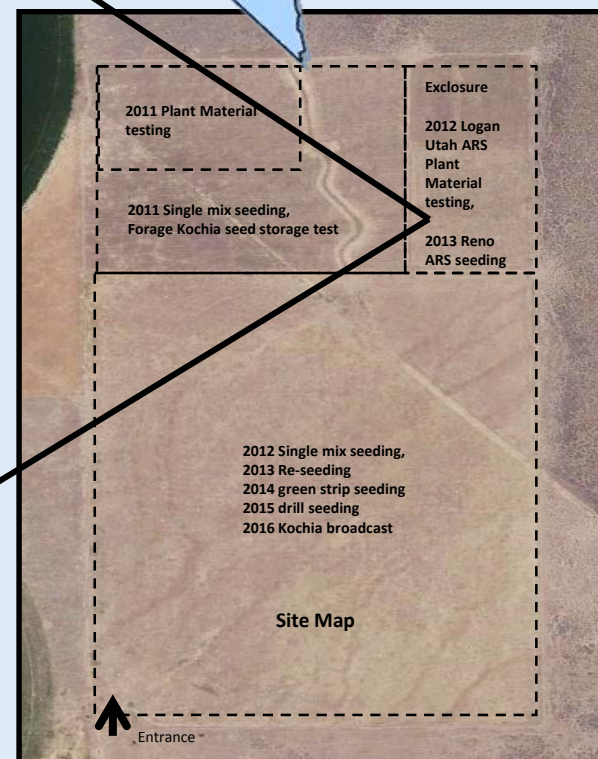 2011 Plant Material
testing
2011 Single mix seeding,
Forage Kochia seed storage test
Exclosure
2012 Logan
Utah ARS
Plant
Material
testing,
2013 Reno
ARS seeding
2012 Single mix seeding,
2013 Re-seeding
2014 green strip seeding
2015 drill seeding
2016 Kochia broadcast
Site Map
Entrance